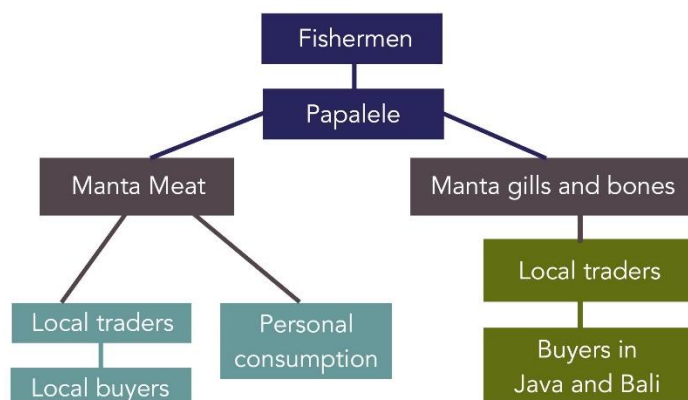 Fishermen
Papalele
Manta Meat
Manta gills and bones
Local traders
Local traders
Personal
consumption
Local buyers
Buyers in
Java and Bali